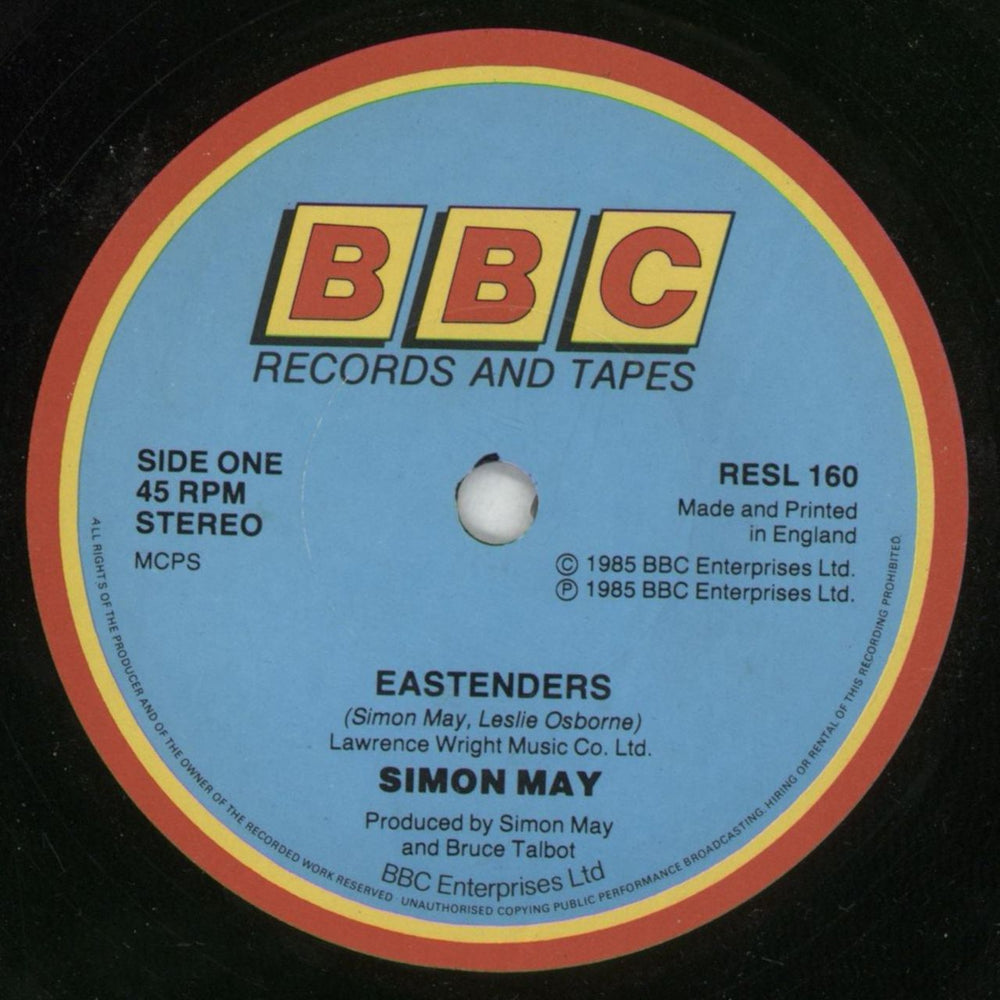 BBC
RECORDS AND TAPES
SIDE ONE
45 RPM
STEREO
MCPS
RESL 160
Made and Printed
in England
© 1985 BBC Enterprises Ltd.
℗ 1985 BBC Enterprises Ltd.
EASTENDERS
(Simon May, Leslie Osborne)
Lawrence Wright Music Co. Ltd.
SIMON MAY
Produced by Simon May
and Bruce Talbot
BBC Enterprises Ltd
ALL RIGHTS OF THE PRODUCER AND OF THE OWNER OF THE RECORDED WORK RESERVED · UNAUTHORISED COPYING PUBLIC PERFORMANCE BROADCASTING, HIRING OR RENTAL OF THIS RECORDING PROHIBITED.